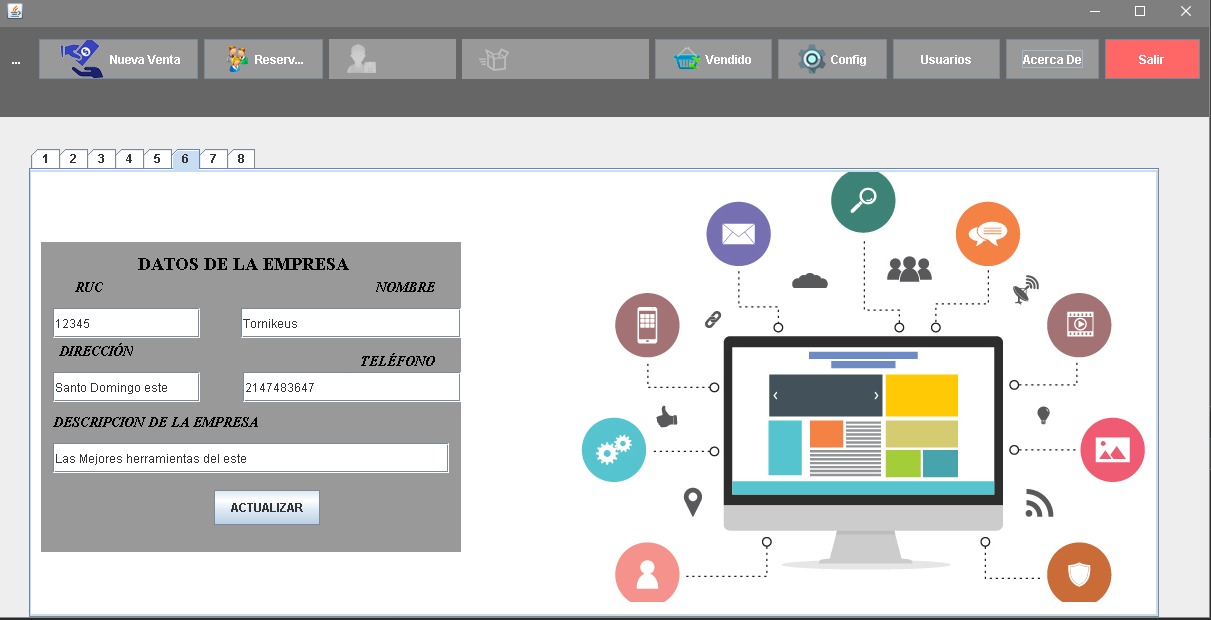 ... Nueva Venta Reserv... Vendido Config Usuarios Acerca De Salir
1 2 3 4 5 6 7 8
DATOS DE LA EMPRESA
RUC NOMBRE
12345 Tornikeus
DIRECCIÓN TELÉFONO
Santo Domingo este 2147483647
DESCRIPCION DE LA EMPRESA
Las Mejores herramientas del este
ACTUALIZAR